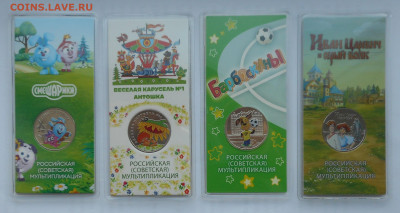 COINS.LAVE.RU
СМЕШАРИКИ
РОССИЙСКАЯ
(СОВЕТСКАЯ)
МУЛЬТИПЛИКАЦИЯ
ВЕСЕЛАЯ КАРУСЕЛЬ №1
АНТОШКА
РОССИЙСКАЯ
(СОВЕТСКАЯ)
МУЛЬТИПЛИКАЦИЯ
БАРБОСКИНЫ
РОССИЙСКАЯ
(СОВЕТСКАЯ)
МУЛЬТИПЛИКАЦИЯ
Иван Царевич
и Серый Волк
РОССИЙСКАЯ
(СОВЕТСКАЯ)
МУЛЬТИПЛИКАЦИЯ